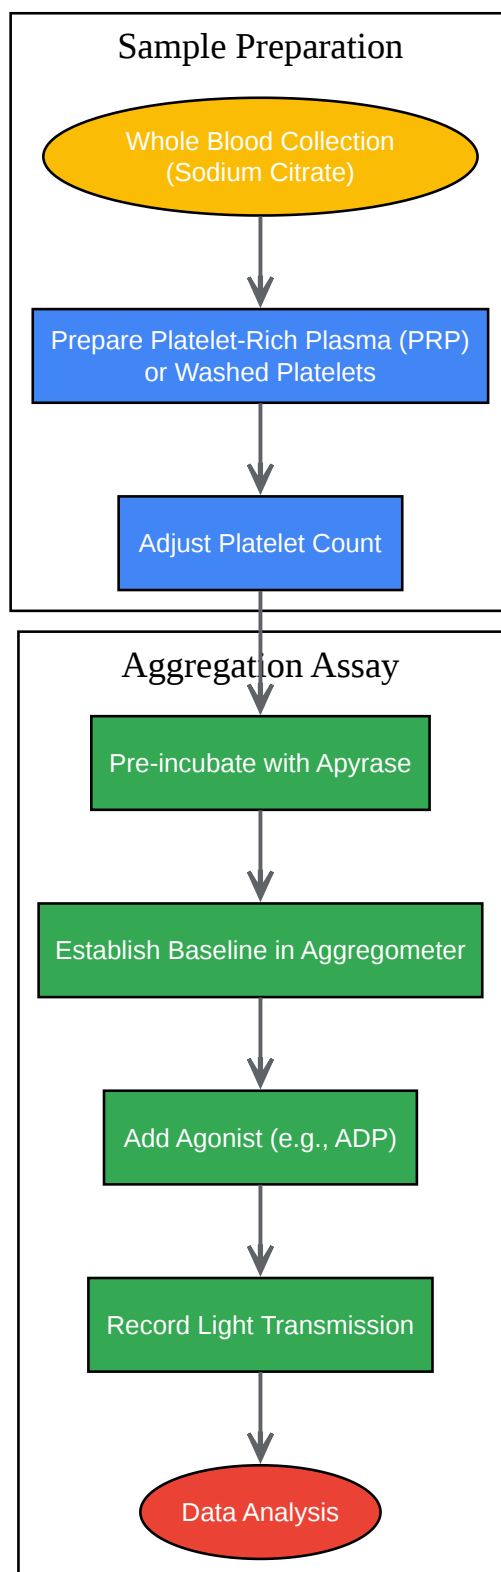 Sample Preparation
Whole Blood Collection
(Sodium Citrate)
Prepare Platelet-Rich Plasma (PRP)
or Washed Platelets
Adjust Platelet Count
Aggregation Assay
Pre-incubate with Apyrase
Establish Baseline in Aggregometer
Add Agonist (e.g., ADP)
Record Light Transmission
Data Analysis